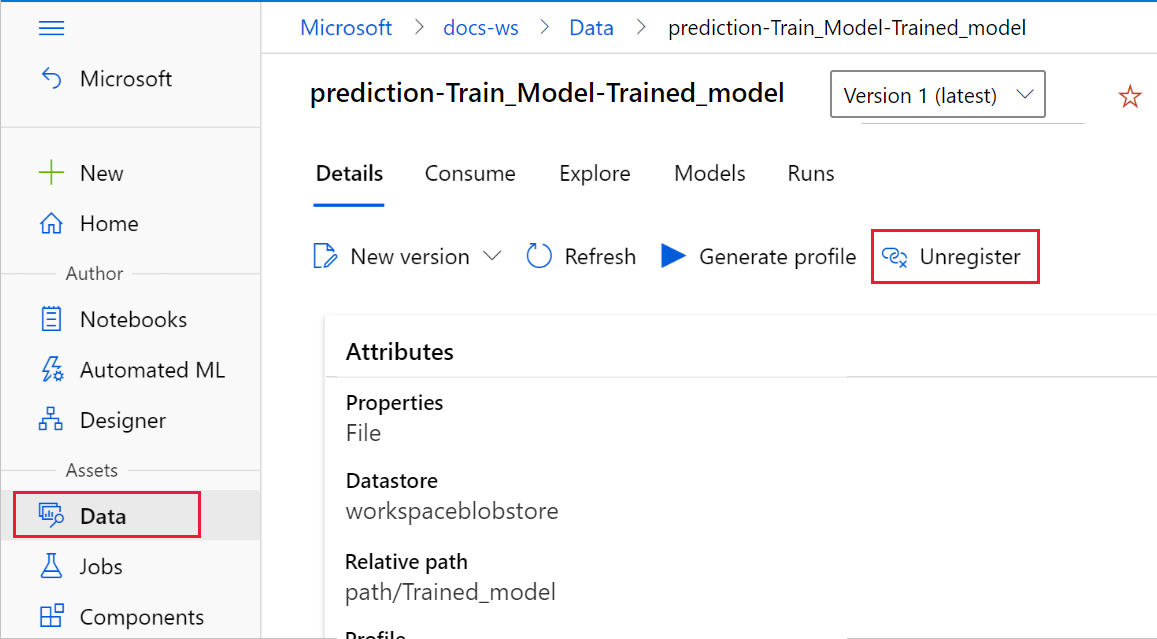 Microsoft > docs-ws > Data > prediction-Train_Model-Trained_model
Microsoft
New
Home
Author
Notebooks
Automated ML
Designer
Assets
Data
Jobs
Components
prediction-Train_Model-Trained_model
Version 1 (latest)
Details Consume Explore Models Runs
New version Refresh Generate profile Unregister
Attributes
Properties
File
Datastore
workspaceblobstore
Relative path
path/Trained_model
Profile